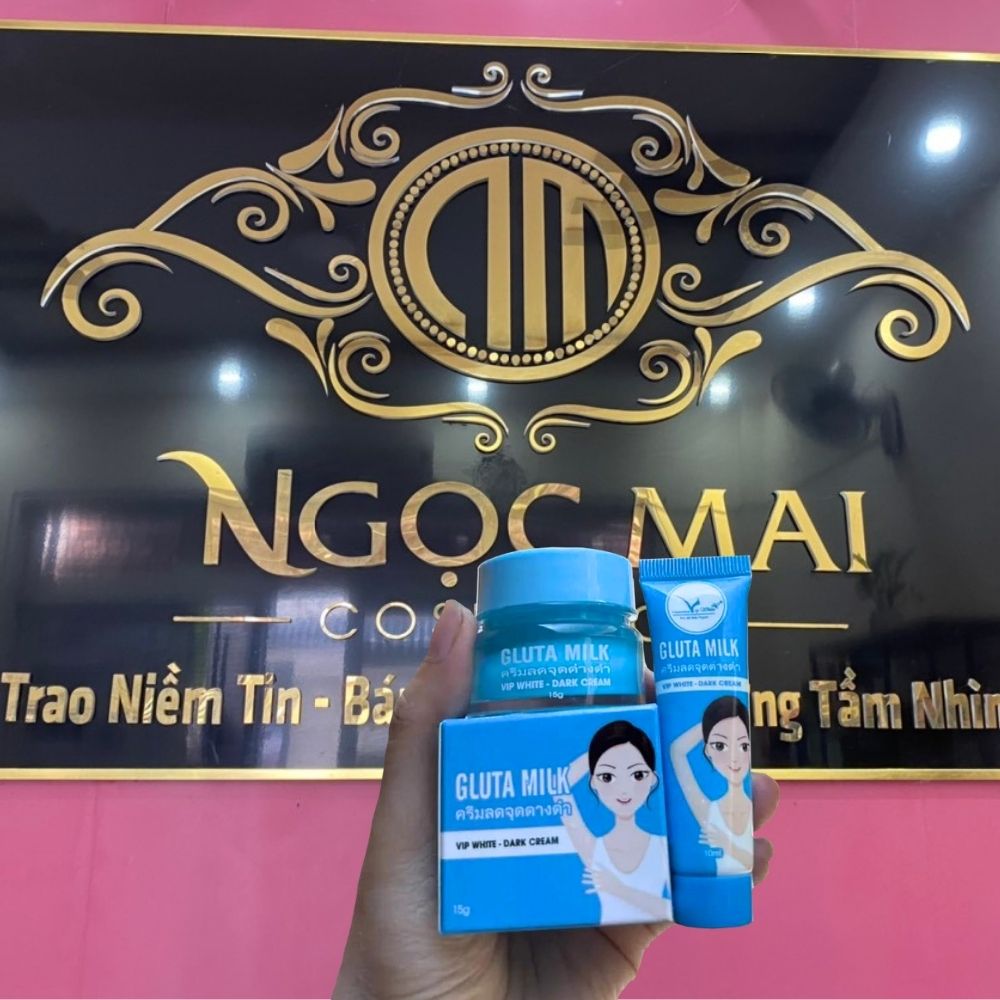 NGỌC MAI
COS
Trao Niềm Tin - Bá ng Tầm Nhìn
GLUTA MILK
ครีมลดจุดด่างดำ
VIP WHITE - DARK CREAM
15g
GLUTA MILK
ครีมลดจุดด่างดำ
VIP WHITE - DARK CREAM
10ml
GLUTA MILK
ครีมลดจุดดางดำ
VIP WHITE - DARK CREAM
15g